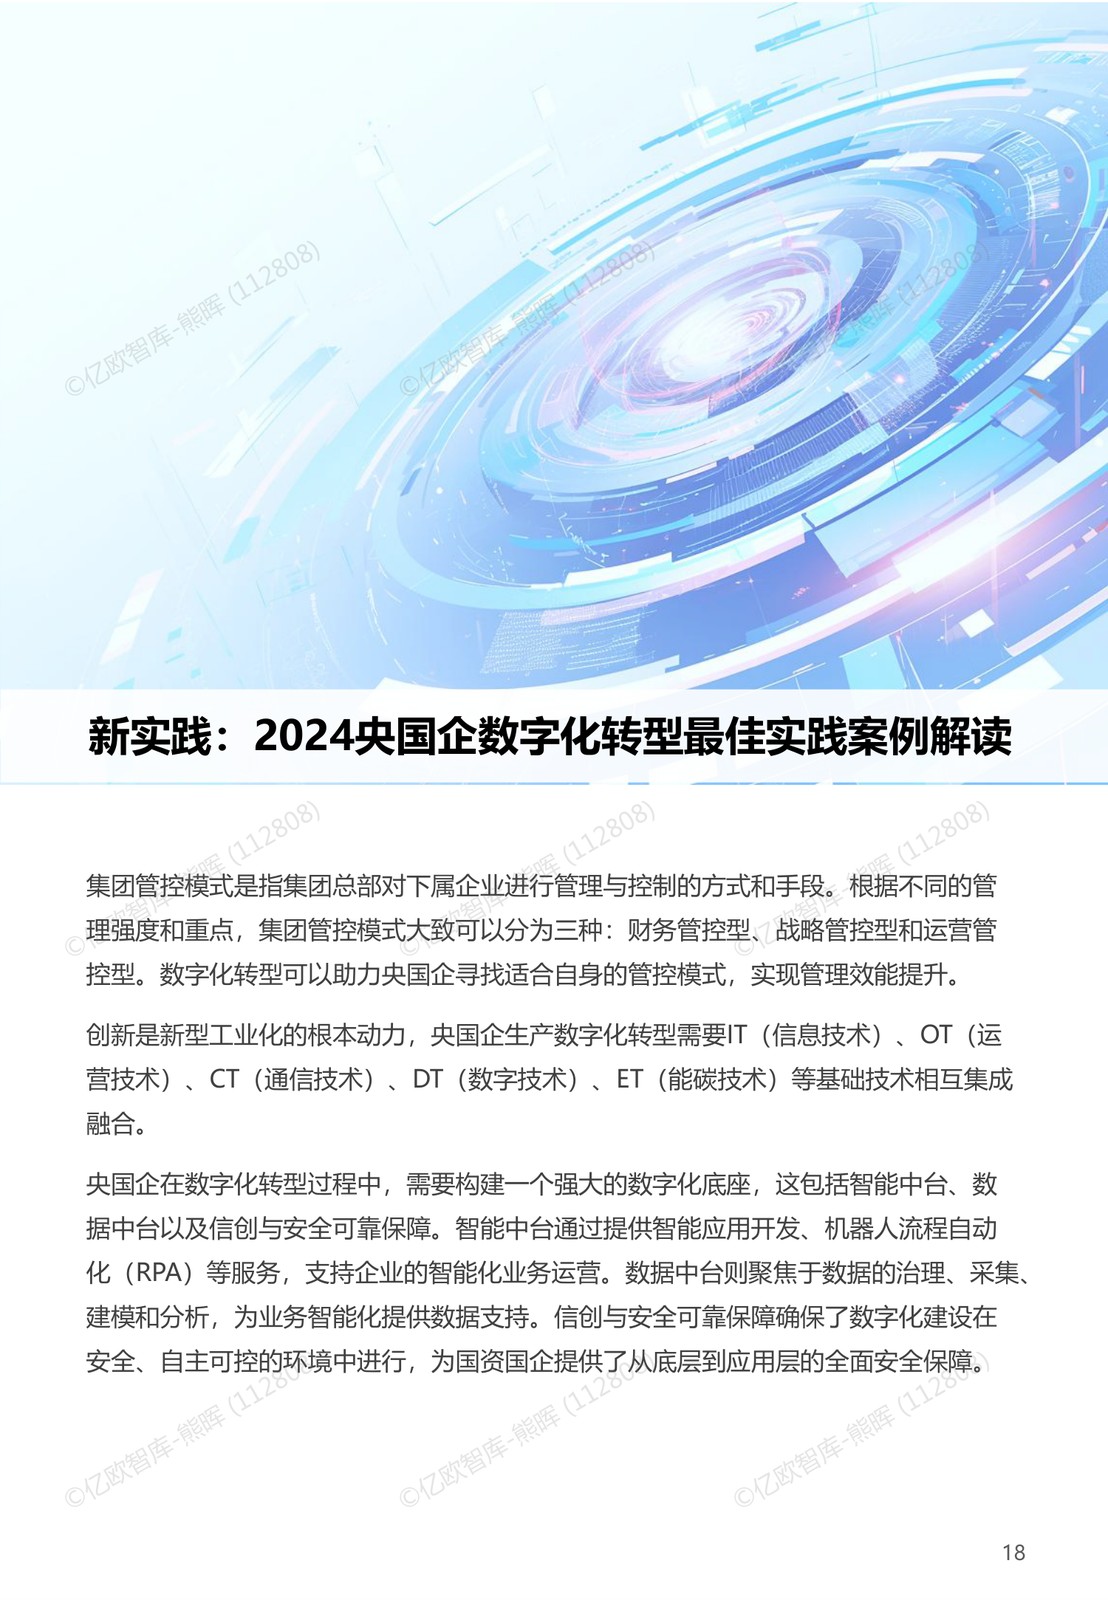 新实践：2024央国企数字化转型最佳实践案例解读
集团管控模式是指集团总部对下属企业进行管理与控制的方式和手段。根据不同的管
理强度和重点，集团管控模式大致可以分为三种：财务管控型、战略管控型和运营管
控型。数字化转型可以助力央国企寻找适合自身的管控模式，实现管理效能提升。
创新是新型工业化的根本动力，央国企生产数字化转型需要IT（信息技术）、OT（运
营技术）、CT（通信技术）、DT（数字技术）、ET（能碳技术）等基础技术相互集成
融合。
央国企在数字化转型过程中，需要构建一个强大的数字化底座，这包括智能中台、数
据中台以及信创与安全可靠保障。智能中台通过提供智能应用开发、机器人流程自动
化（RPA）等服务，支持企业的智能化业务运营。数据中台则聚焦于数据的治理、采集、
建模和分析，为业务智能化提供数据支持。信创与安全可靠保障确保了数字化建设在
安全、自主可控的环境中进行，为国资国企提供了从底层到应用层的全面安全保障。
©亿欧智库-熊晖 (112808)
©亿欧智库-熊晖 (112808)
©亿欧智库-熊晖 (112808)
©亿欧智库-熊晖 (112808)
©亿欧智库-熊晖 (112808)
©亿欧智库-熊晖 (112808)
©亿欧智库-熊晖 (112808)
©亿欧智库-熊晖 (112808)
©亿欧智库-熊晖 (112808)
18